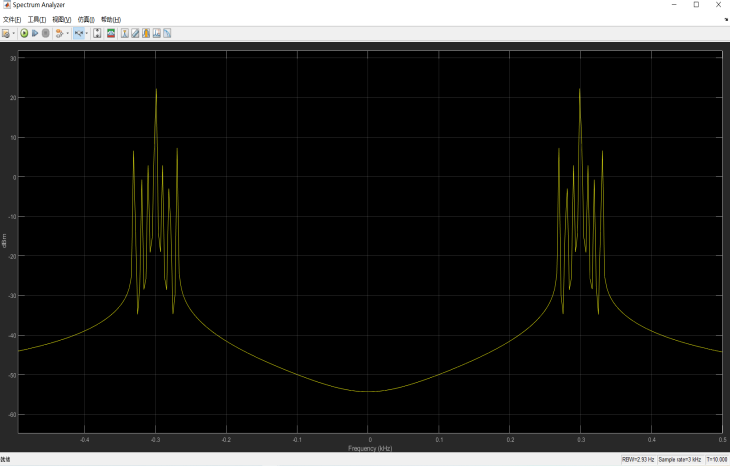 Spectrum Analyzer
文件(F) 工具(T) 视图(V) 仿真(I) 帮助(H)
30
20
10
0
-10
-20
-30
-40
-50
-60
dBm
-0.4 -0.3 -0.2 -0.1 0 0.1 0.2 0.3 0.4 0.5
Frequency (kHz)
就绪 RBW=2.93 Hz Sample rate=3 kHz T=10.000